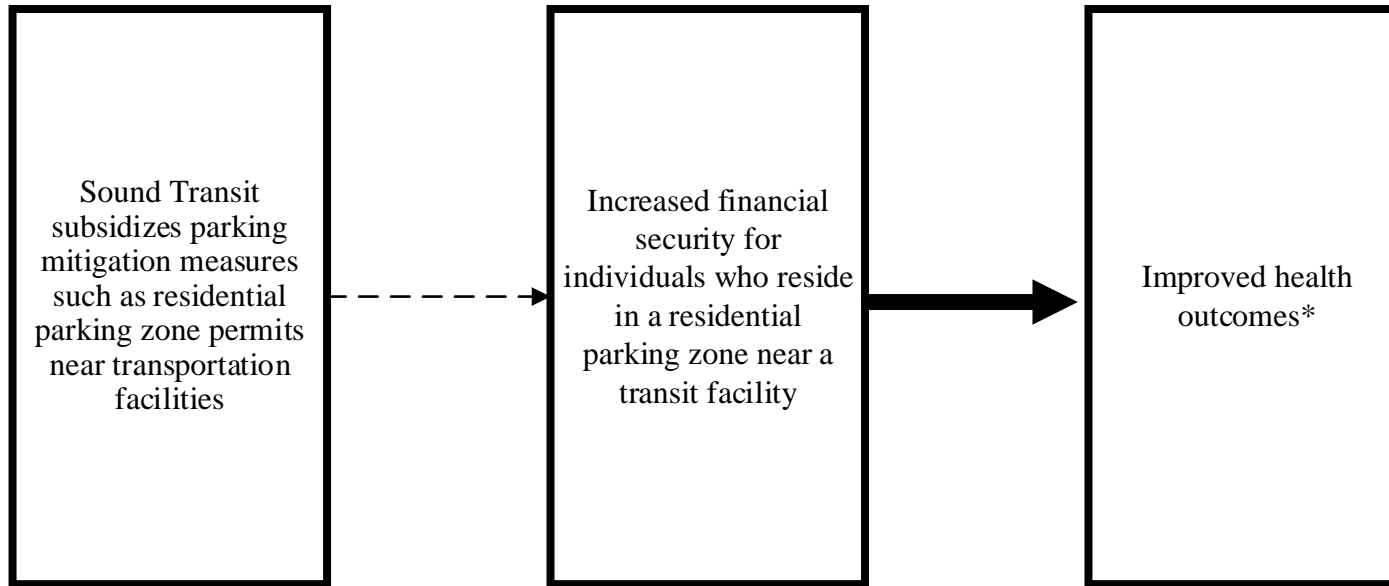 Sound Transit
subsidizes parking
mitigation measures
such as residential
parking zone permits
near transportation
facilities
Increased financial
security for
individuals who reside
in a residential
parking zone near a
transit facility
Improved health
outcomes*